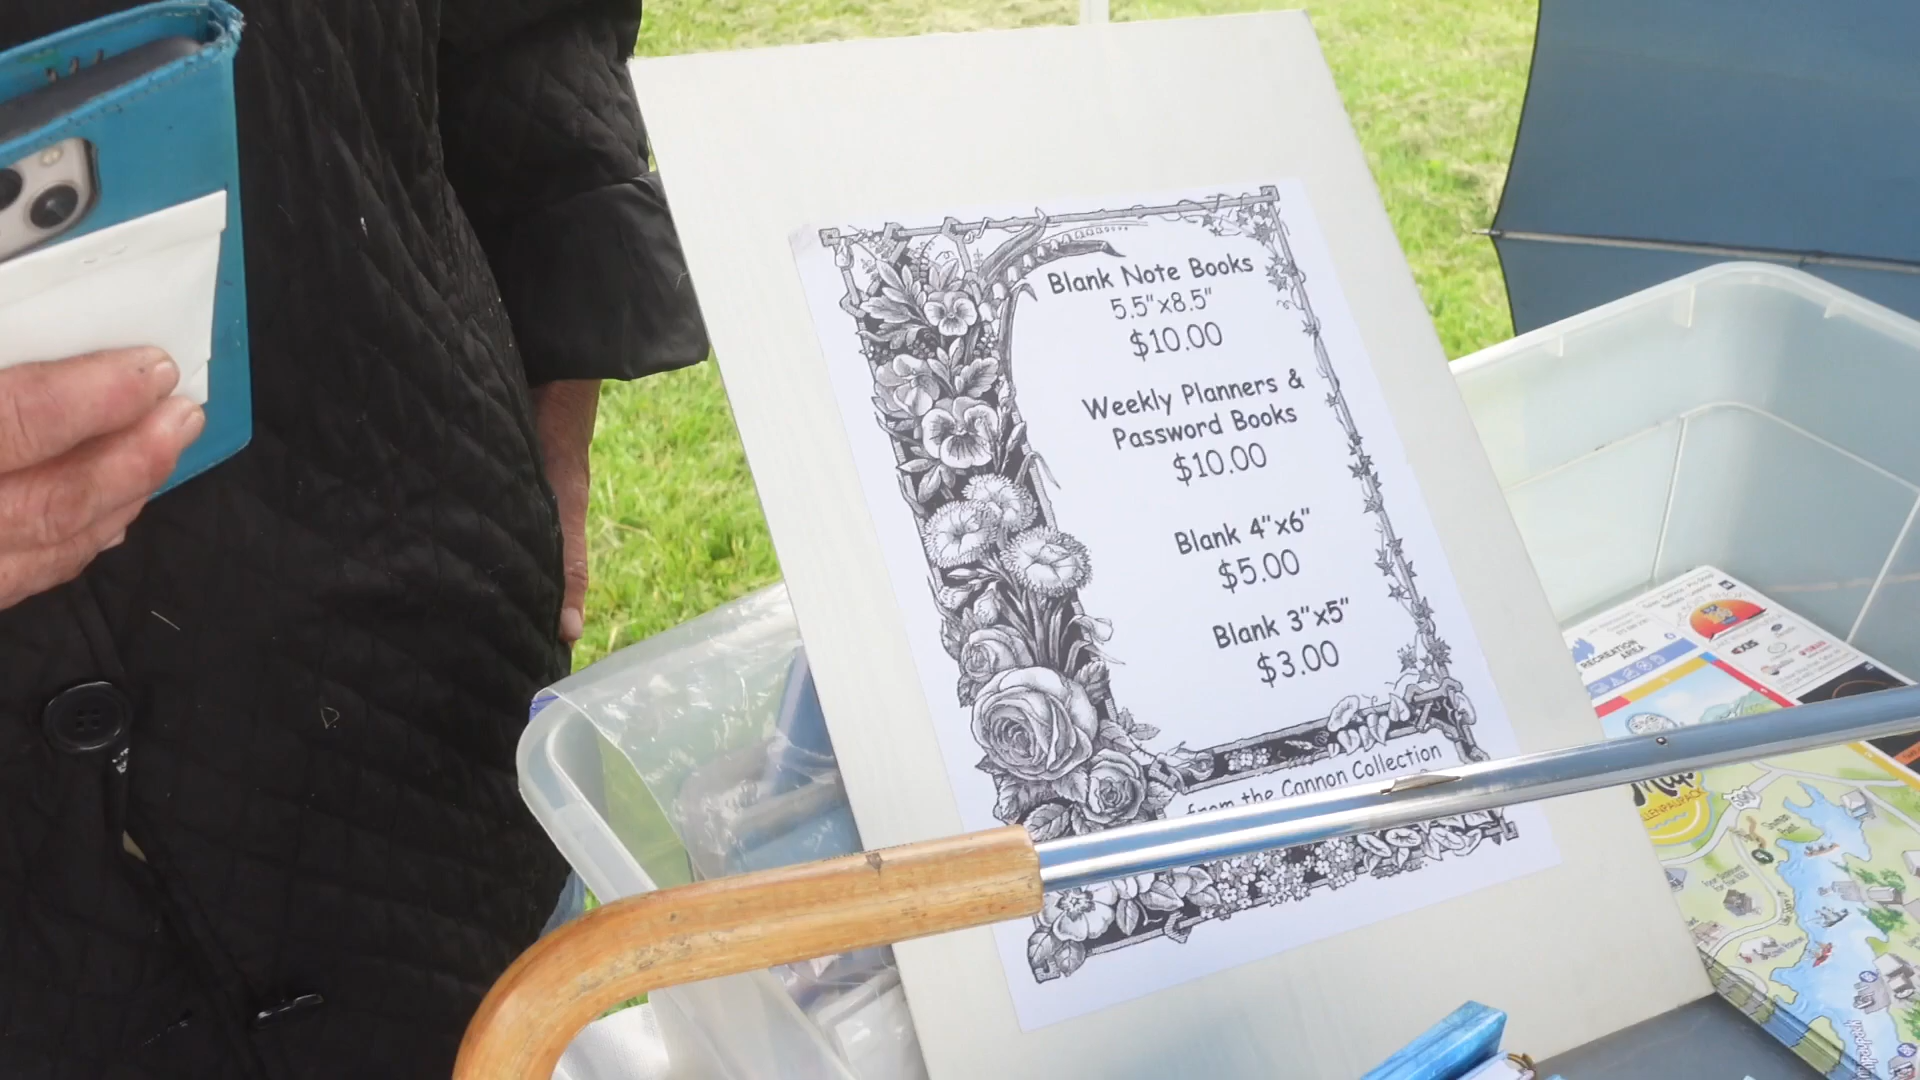 Blank Note Books
5.5"x8.5"
$10.00
Weekly Planners &
Password Books
$10.00
Blank 4"x6"
$5.00
Blank 3"x5"
$3.00
from the Cannon Collection
RECREATION
AREA